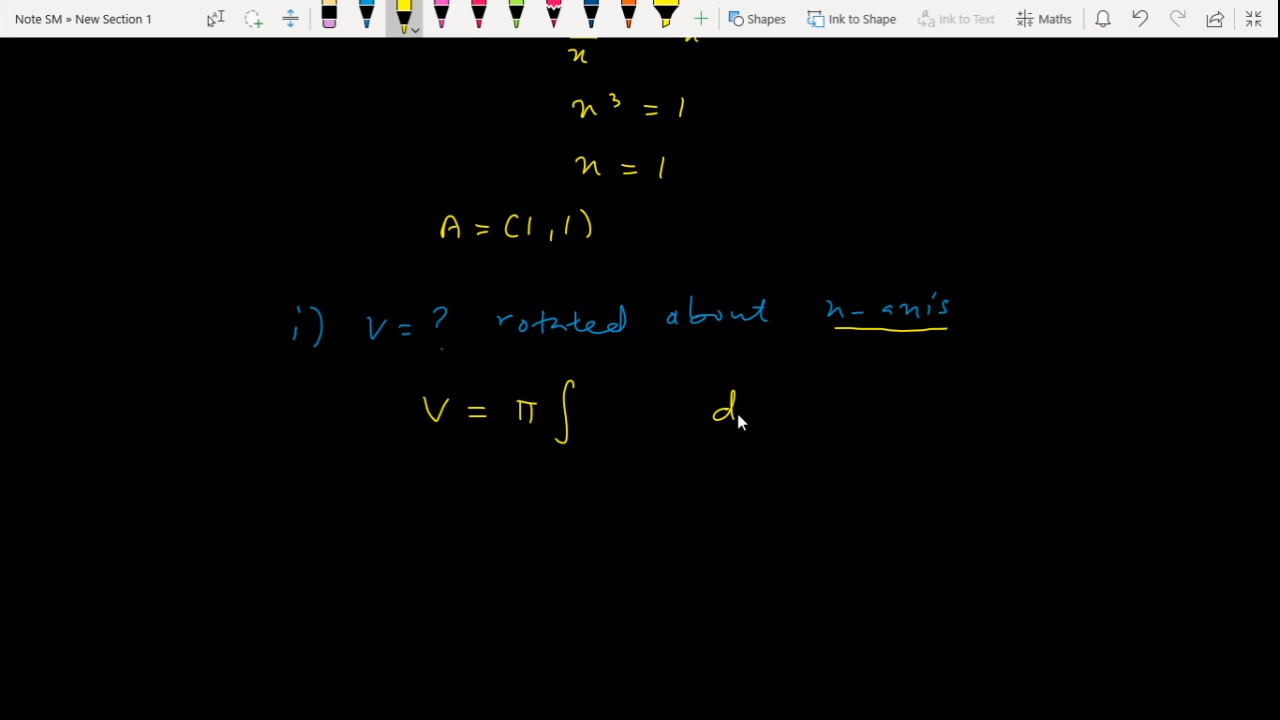 Note SM » New Section 1
Shapes
Ink to Shape
Ink to Text
Maths
x
x³ = 1
x = 1
A = (1,1)
i) V = ? rotated about x-axis
V = π∫ d